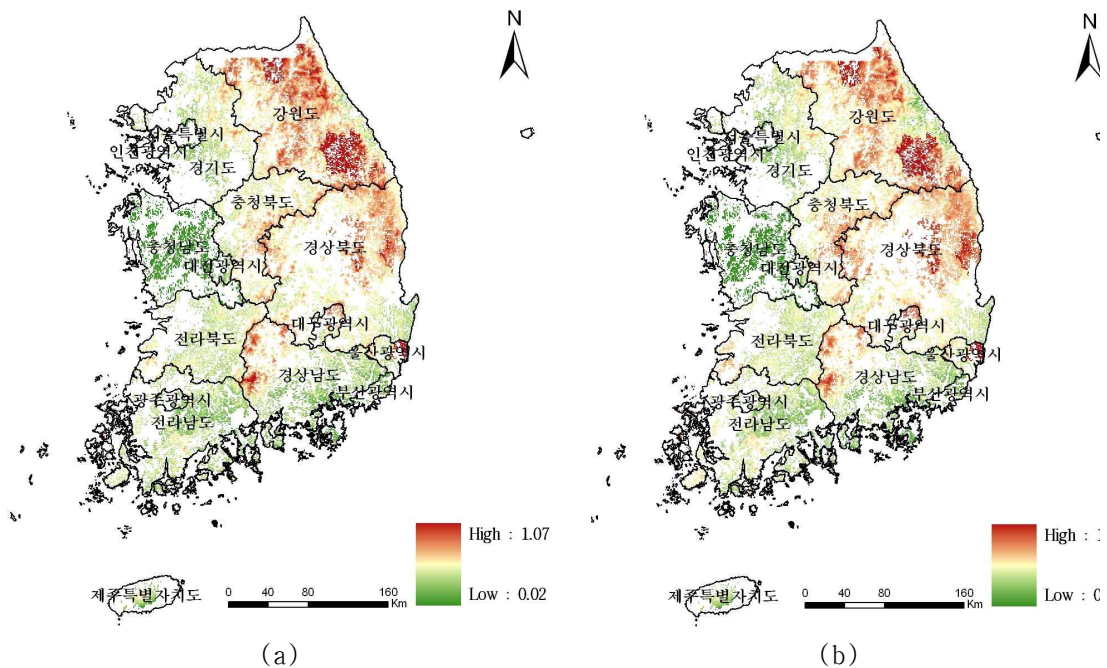 N
강원도
서울특별시
인천광역시
경기도
충청북도
충청남도
대전광역시
경상북도
전라북도
대구광역시
울산광역시
경상남도
부산광역시
광주광역시
전라남도
제주특별자치도
High : 1.07
Low : 0.02
0 40 80 160
Km
(a)
N
강원도
서울특별시
인천광역시
경기도
충청북도
충청남도
대전광역시
경상북도
전라북도
대구광역시
울산광역시
경상남도
부산광역시
광주광역시
전라남도
제주특별자치도
High : 1
Low : 0
0 40 80 160
Km
(b)